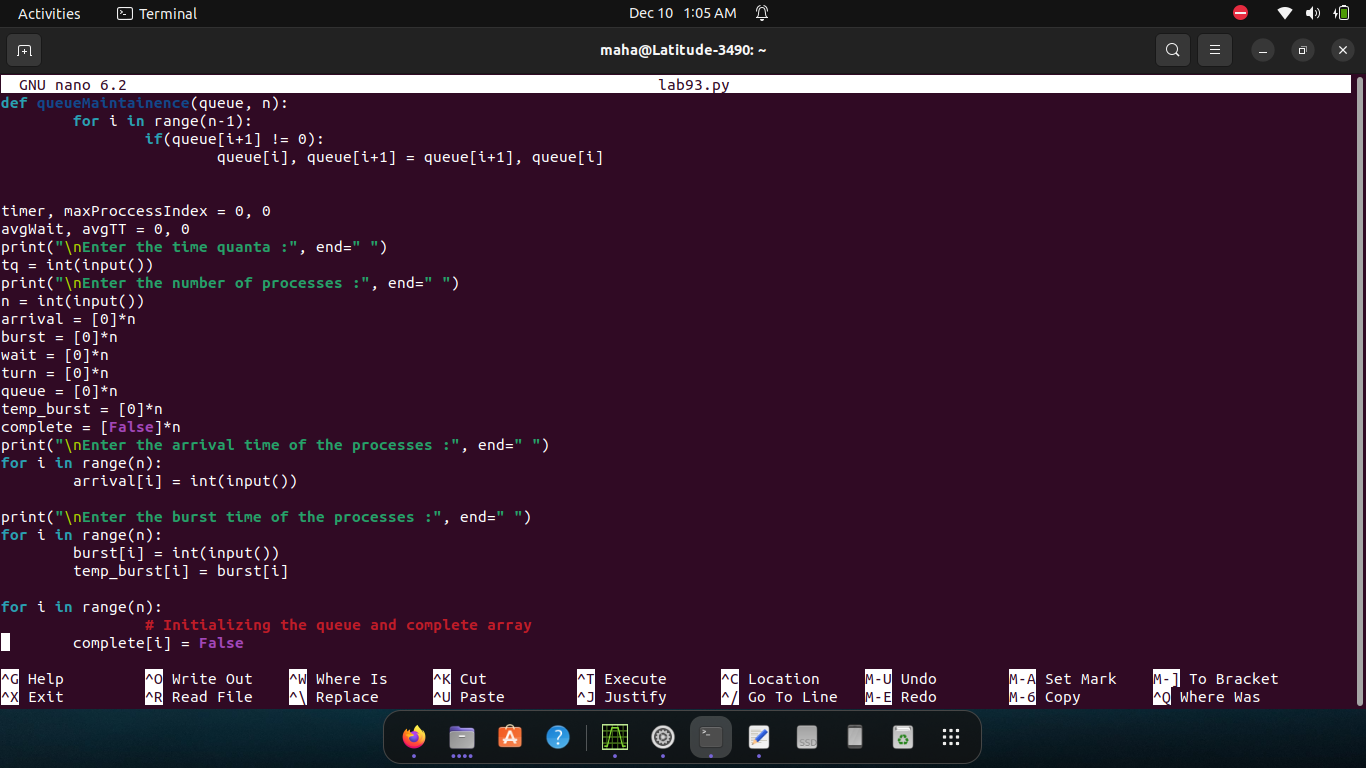 Activities Terminal Dec 10 1:05 AM
maha@Latitude-3490: ~
GNU nano 6.2 lab93.py
def queueMaintainence(queue, n):
        for i in range(n-1):
                if(queue[i+1] != 0):
                        queue[i], queue[i+1] = queue[i+1], queue[i]
timer, maxProccessIndex = 0, 0
avgWait, avgTT = 0, 0
print("\nEnter the time quanta :", end=" ")
tq = int(input())
print("\nEnter the number of processes :", end=" ")
n = int(input())
arrival = [0]*n
burst = [0]*n
wait = [0]*n
turn = [0]*n
queue = [0]*n
temp_burst = [0]*n
complete = [False]*n
print("\nEnter the arrival time of the processes :", end=" ")
for i in range(n):
        arrival[i] = int(input())
print("\nEnter the burst time of the processes :", end=" ")
for i in range(n):
        burst[i] = int(input())
        temp_burst[i] = burst[i]
for i in range(n):
                # Initializing the queue and complete array
        complete[i] = False
^G Help ^O Write Out ^W Where Is ^K Cut ^T Execute ^C Location M-U Undo M-A Set Mark M-] To Bracket
^X Exit ^R Read File ^\ Replace ^U Paste ^J Justify ^/ Go To Line M-E Redo M-6 Copy ^Q Where Was
SSD